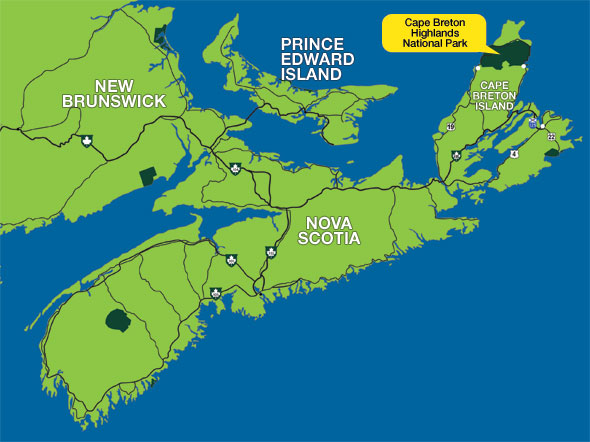 Cape Breton
Highlands
National Park
PRINCE
EDWARD
ISLAND
NEW
BRUNSWICK
CAPE
BRETON
ISLAND
19
4
22
NOVA
SCOTIA